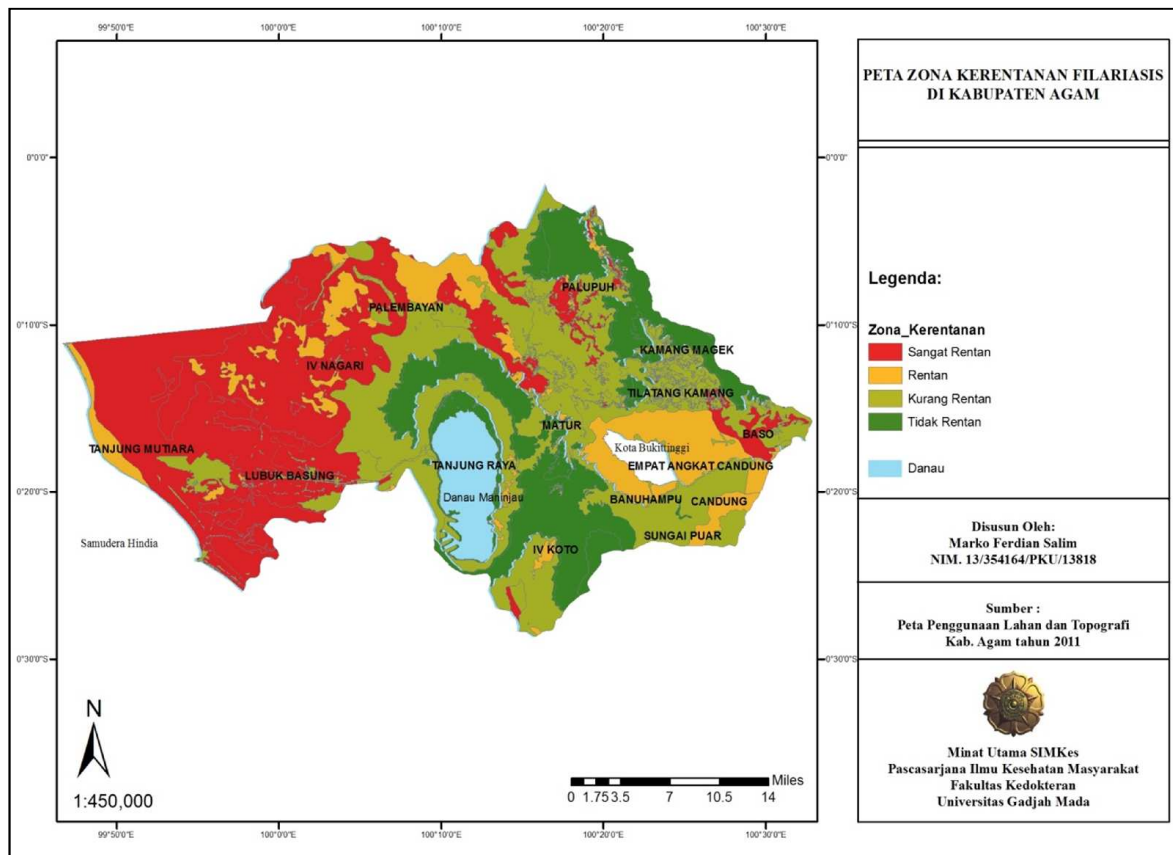 99°50'0"E
100°0'0"E
100°10'0"E
100°20'0"E
100°30'0"E
0°0'0"
0°10'0"S
0°20'0"S
0°30'0"S
PALUPUH
PALEMBAYAN
KAMANG MAGEK
IV NAGARI
TILATANG KAMANG
MATUR
BASO
Kota Bukittinggi
TANJUNG MUTIARA
TANJUNG RAYA
EMPAT ANGKAT CANDUNG
LUBUK BASUNG
Danau Maninjau
BANUHAMPU
CANDUNG
SUNGAI PUAR
Samudera Hindia
IV KOTO
0°0'0"
0°10'0"S
0°20'0"S
0°30'0"S
N
1:450,000
Miles
0 1.75 3.5 7 10.5 14
99°50'0"E
100°0'0"E
100°10'0"E
100°20'0"E
100°30'0"E
PETA ZONA KERENTANAN FILARIASIS
DI KABUPATEN AGAM
Legenda:
Zona_Kerentanan
Sangat Rentan
Rentan
Kurang Rentan
Tidak Rentan
Danau
Disusun Oleh:
Marko Ferdian Salim
NIM. 13/354164/PKU/13818
Sumber :
Peta Penggunaan Lahan dan Topografi
Kab. Agam tahun 2011
Minat Utama SIMKes
Pascasarjana Ilmu Kesehatan Masyarakat
Fakultas Kedokteran
Universitas Gadjah Mada